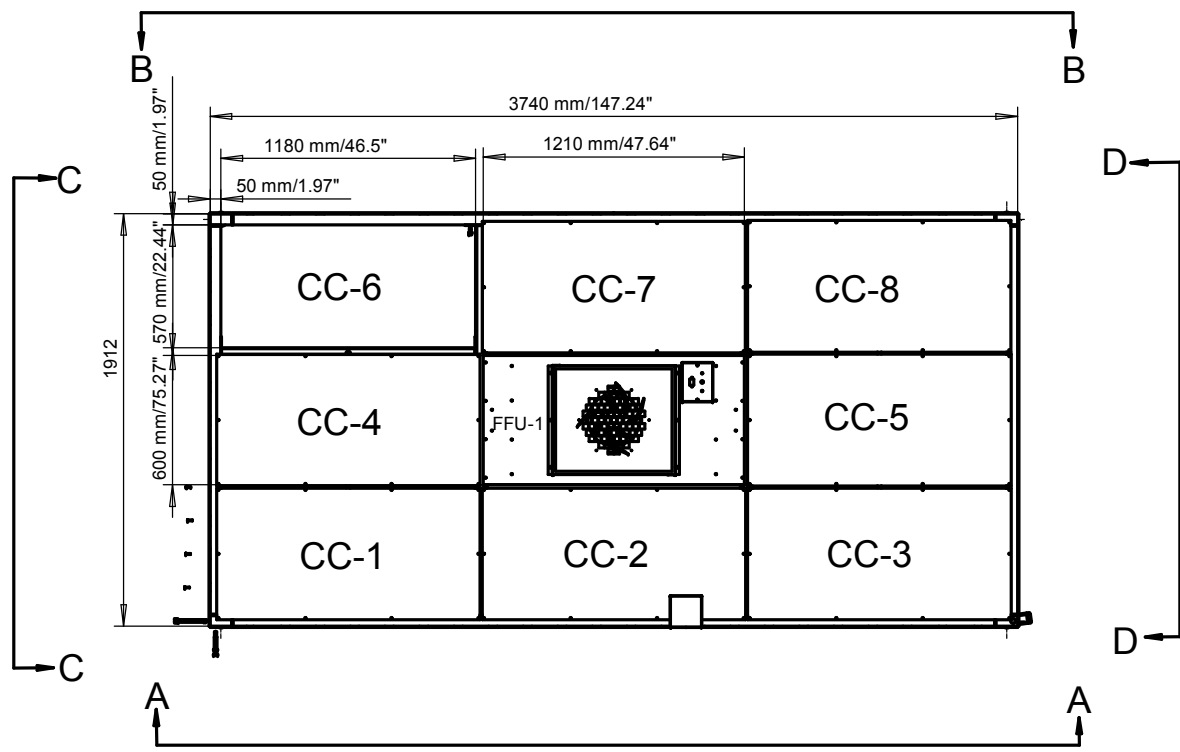 B
B
3740 mm/147.24"
1180 mm/46.5"
1210 mm/47.64"
50 mm/1.97"
50 mm/1.97"
C
D
570 mm/22.44"
1912
600 mm/75.27"
CC-6
CC-7
CC-8
CC-4
FFU-1
CC-5
CC-1
CC-2
CC-3
C
D
A
A